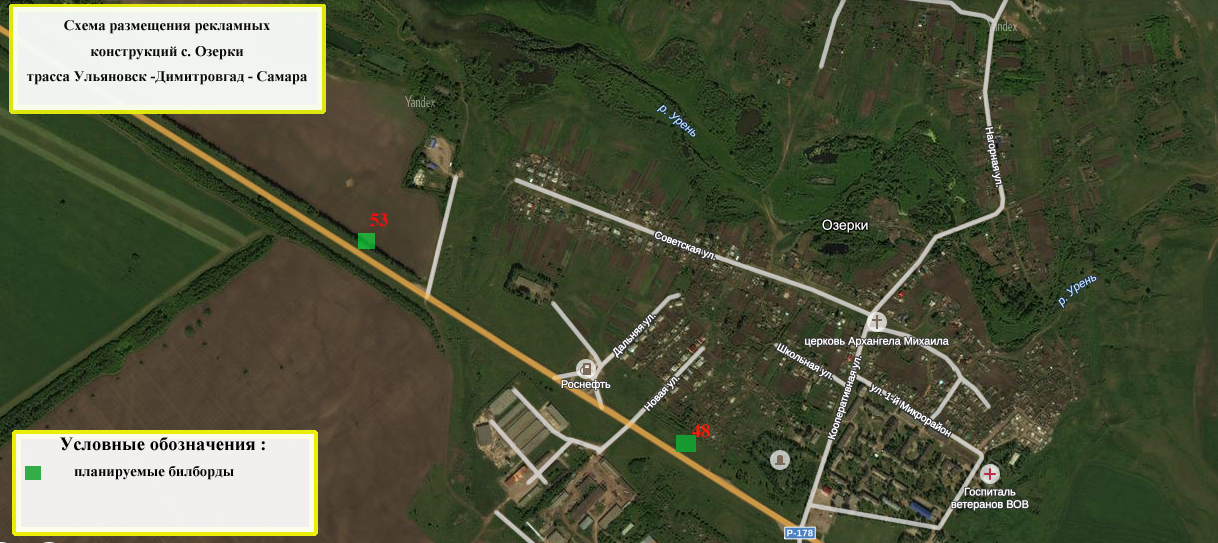 Схема размещения рекламных
конструкций с. Озерки
трасса Ульяновск -Димитровгад - Самара
Yandex
р. Урень
Нагорная ул.
53
Советская ул.
Озерки
р. Урень
церковь Архангела Михаила
Дальняя ул.
Школьная ул.
Роснефть
Новая ул.
Кооперативная ул.
ул. 1-й Микрорайон
48
Госпиталь
ветеранов ВОВ
Р-178
Условные обозначения :
планируемые билборды